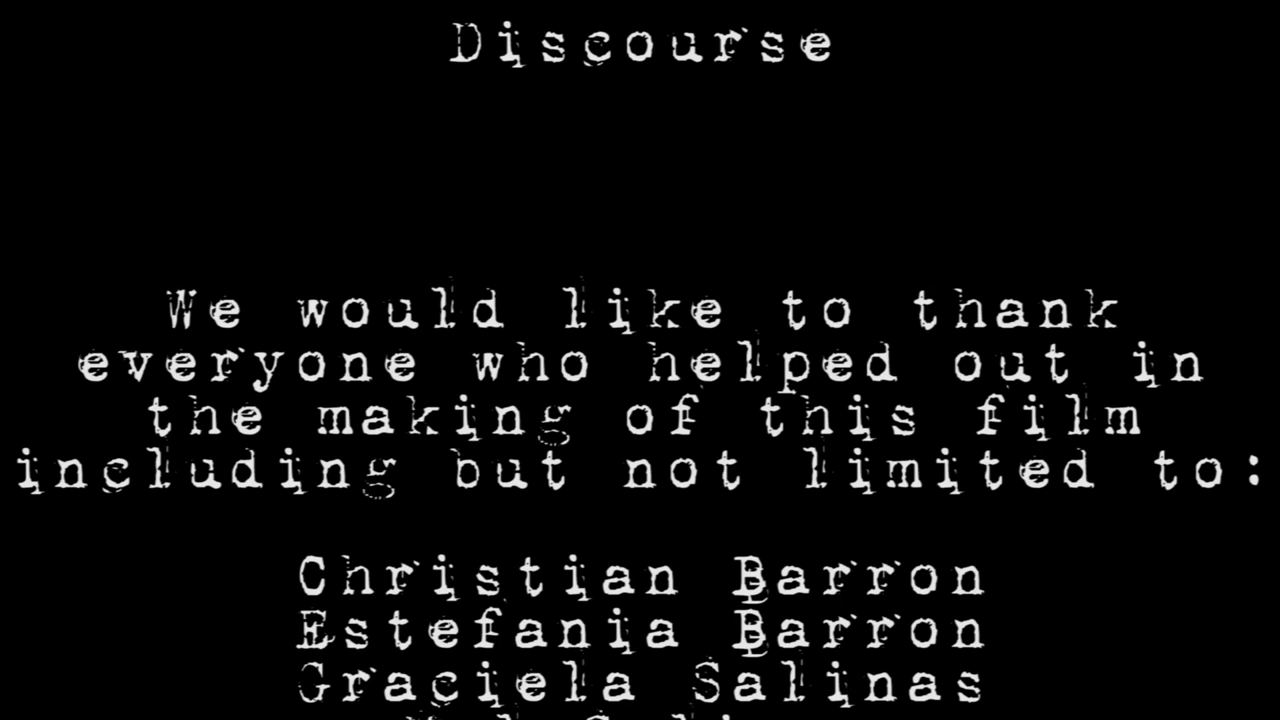 Discourse
We would like to thank
everyone who helped out in
the making of this film
including but not limited to:
Christian Barron
Estefania Barron
Graciela Salinas